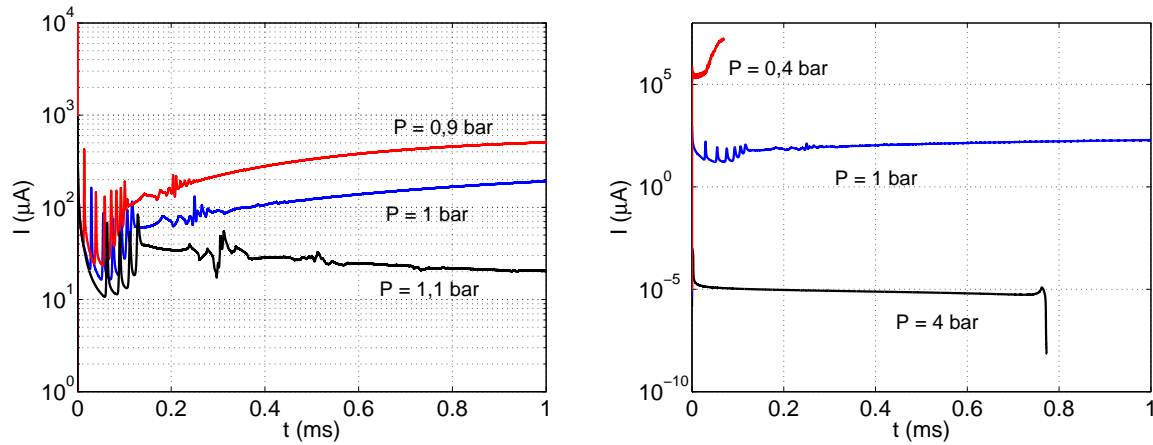 10^4
10^3
10^2
10^1
10^0
I (μA)
0
0.2
0.4
0.6
0.8
1
t (ms)
P = 0,9 bar
P = 1 bar
P = 1,1 bar
10^5
10^0
10^−5
10^−10
I (μA)
0
0.2
0.4
0.6
0.8
1
t (ms)
P = 0,4 bar
P = 1 bar
P = 4 bar